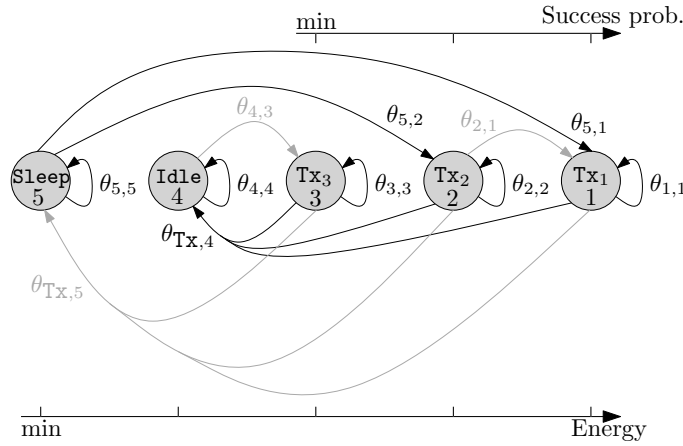 min Success prob.
θ4,3
θ5,2
θ2,1
θ5,1
Sleep
5
θ5,5
Idle
4
θ4,4
Tx3
3
θ3,3
Tx2
2
θ2,2
Tx1
1
θ1,1
θTx,4
θTx,5
min Energy